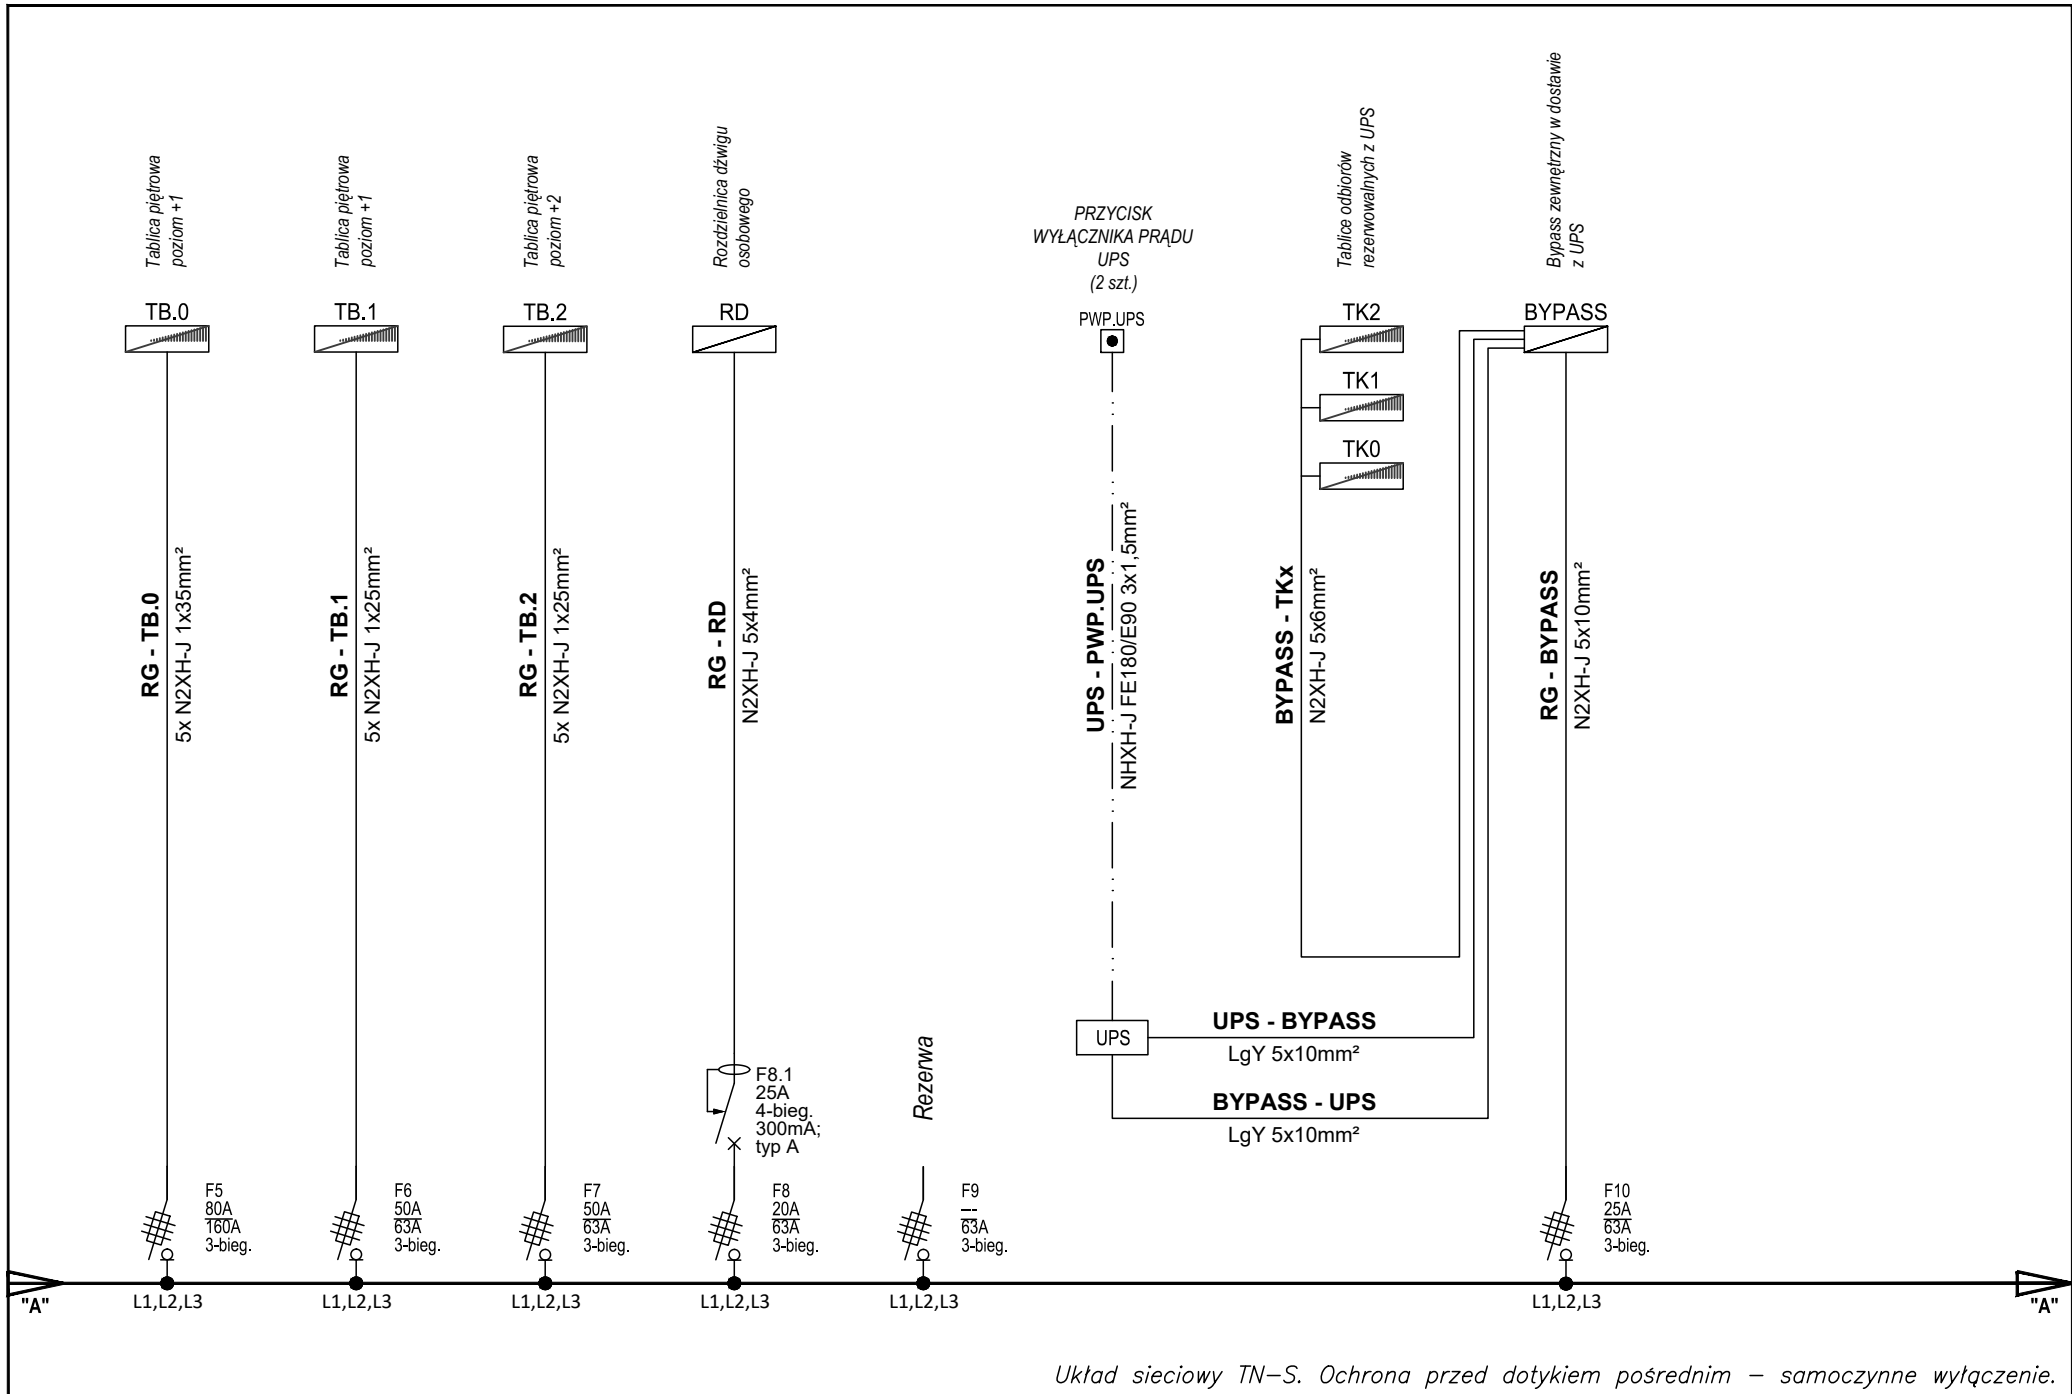 Tablica piętrowa
poziom +1
Tablica piętrowa
poziom +1
Tablica piętrowa
poziom +2
Rozdzielnica dźwigu
osobowego
PRZYCISK
WYŁĄCZNIKA PRĄDU
UPS
(2 szt.)
Tablice odbiorów
rezerwowalnych z UPS
Bypass zewnętrzny w dostawie
z UPS
TB.0
TB.1
TB.2
RD
PWP.UPS
TK2
TK1
TK0
BYPASS
RG - TB.0
5x N2XH-J 1x35mm²
RG - TB.1
5x N2XH-J 1x25mm²
RG - TB.2
5x N2XH-J 1x25mm²
RG - RD
N2XH-J 5x4mm²
UPS - PWP.UPS
NHXH-J FE180/E90 3x1,5mm²
BYPASS - TKx
N2XH-J 5x6mm²
RG - BYPASS
N2XH-J 5x10mm²
UPS
UPS - BYPASS
LgY 5x10mm²
BYPASS - UPS
LgY 5x10mm²
F8.1
25A
4-bieg.
300mA;
typ A
Rezerwa
F5
80A
160A
3-bieg.
F6
50A
63A
3-bieg.
F7
50A
63A
3-bieg.
F8
20A
63A
3-bieg.
F9
--
63A
3-bieg.
F10
25A
63A
3-bieg.
"A"
L1,L2,L3
L1,L2,L3
L1,L2,L3
L1,L2,L3
L1,L2,L3
L1,L2,L3
"A"
Układ sieciowy TN-S. Ochrona przed dotykiem pośrednim – samoczynne wyłączenie.